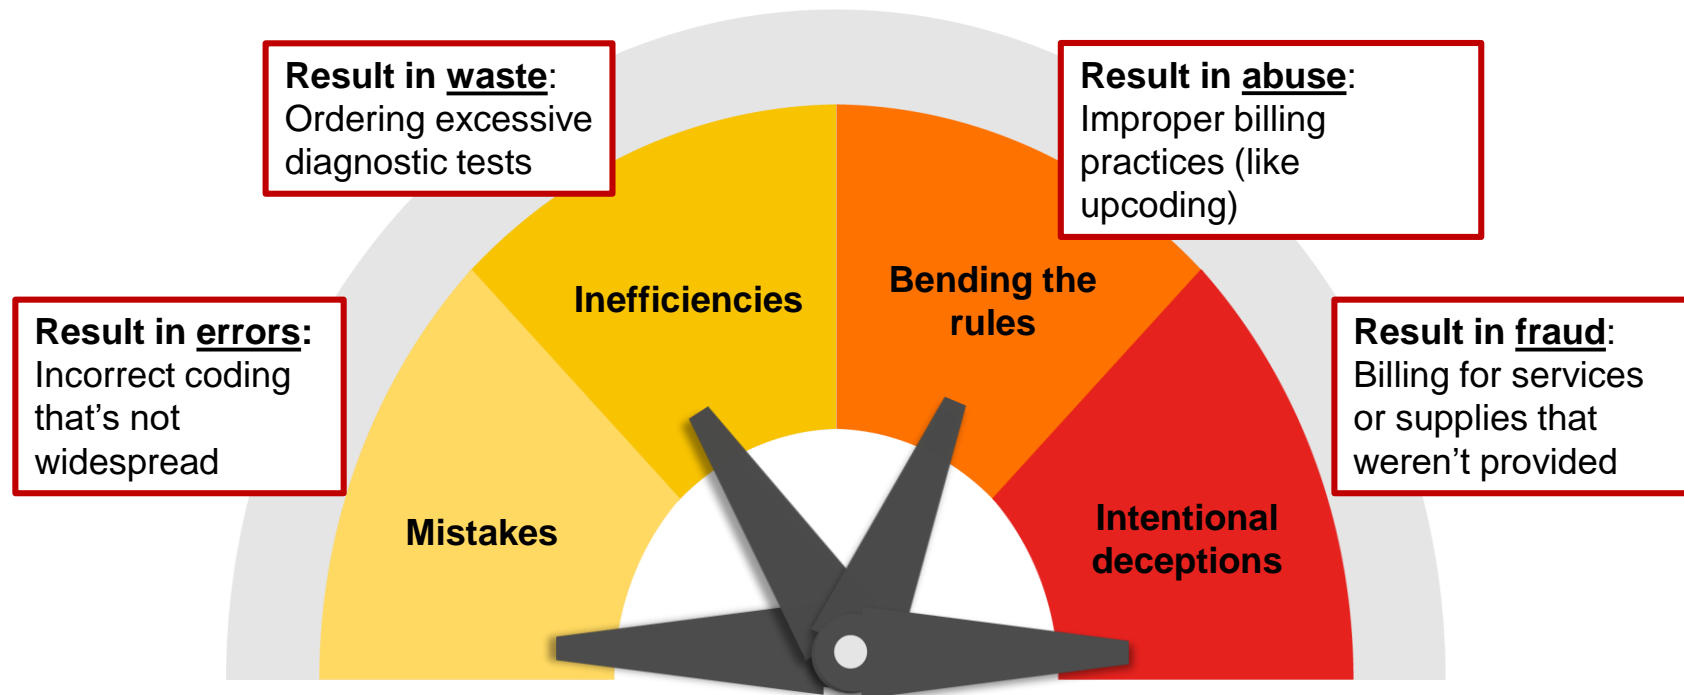 Result in waste:
Ordering excessive
diagnostic tests
Result in abuse:
Improper billing
practices (like
upcoding)
Inefficiencies
Bending the
rules
Result in errors:
Incorrect coding
that’s not
widespread
Result in fraud:
Billing for services
or supplies that
weren’t provided
Mistakes
Intentional
deceptions